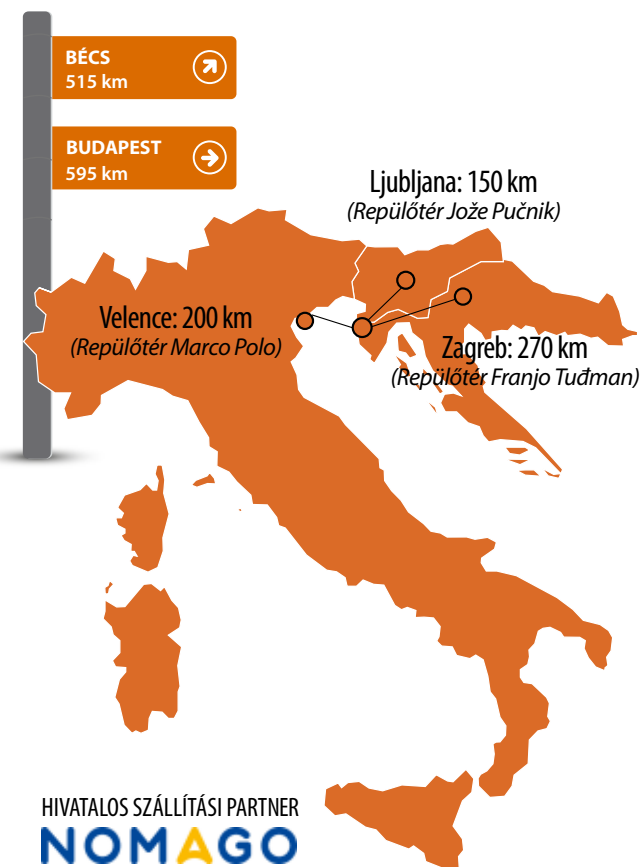 BÉCS
515 km
BUDAPEST
595 km
Ljubljana: 150 km
(Repülőtér Jože Pučnik)
Velence: 200 km
(Repülőtér Marco Polo)
Zagreb: 270 km
(Repülőtér Franjo Tuđman)
HIVATALOS SZÁLLÍTÁSI PARTNER
NOMAGO